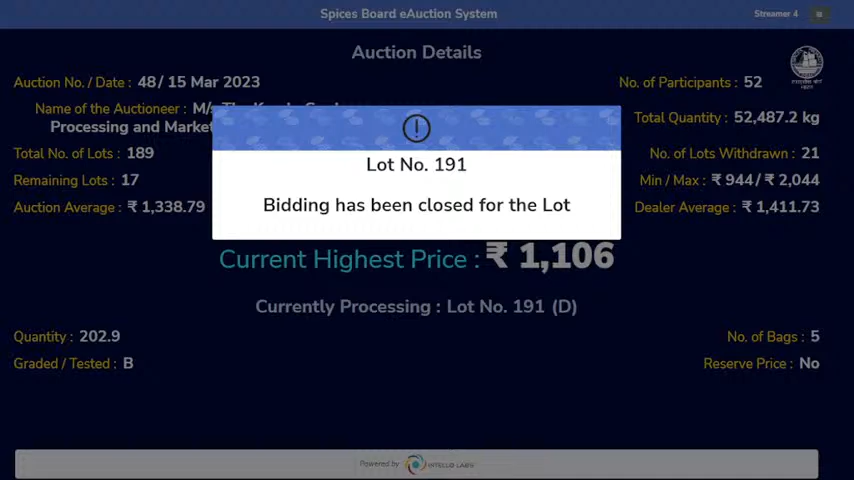 Spices Board eAuction System
Streamer 4
Auction Details
Auction No. / Date : 48/ 15 Mar 2023
No. of Participants : 52
Name of the Auctioneer : M/s
Processing and Market
Total Quantity : 52,487.2 kg
Total No. of Lots : 189
No. of Lots Withdrawn : 21
Remaining Lots : 17
Min / Max : ₹ 944/ ₹ 2,044
Auction Average : ₹ 1,338.79
Dealer Average : ₹ 1,411.73
Lot No. 191
Bidding has been closed for the Lot
Current Highest Price : ₹ 1,106
Currently Processing : Lot No. 191 (D)
Quantity : 202.9
No. of Bags : 5
Graded / Tested : B
Reserve Price : No
Powered by INTELLO LABS